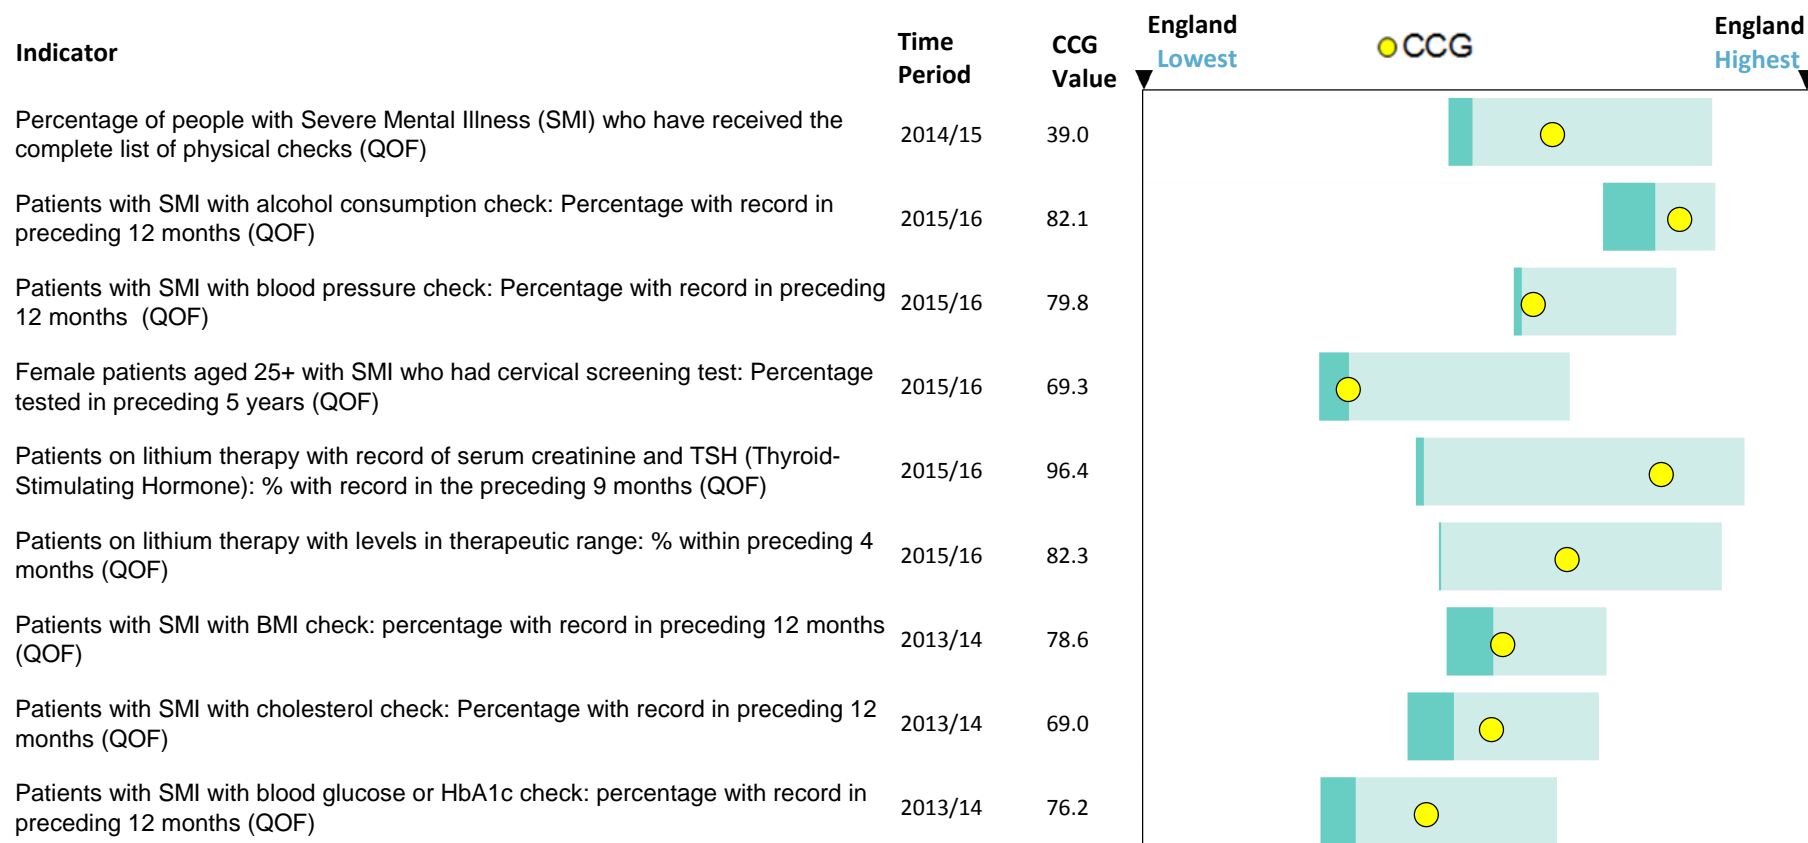 Indicator
Time Period
CCG Value
England Lowest
CCG
England Highest
Percentage of people with Severe Mental Illness (SMI) who have received the
complete list of physical checks (QOF)
2014/15
39.0
Patients with SMI with alcohol consumption check: Percentage with record in
preceding 12 months (QOF)
2015/16
82.1
Patients with SMI with blood pressure check: Percentage with record in preceding
12 months  (QOF)
2015/16
79.8
Female patients aged 25+ with SMI who had cervical screening test: Percentage
tested in preceding 5 years (QOF)
2015/16
69.3
Patients on lithium therapy with record of serum creatinine and TSH (Thyroid-
Stimulating Hormone): % with record in the preceding 9 months (QOF)
2015/16
96.4
Patients on lithium therapy with levels in therapeutic range: % within preceding 4
months (QOF)
2015/16
82.3
Patients with SMI with BMI check: percentage with record in preceding 12 months
(QOF)
2013/14
78.6
Patients with SMI with cholesterol check: Percentage with record in preceding 12
months (QOF)
2013/14
69.0
Patients with SMI with blood glucose or HbA1c check: percentage with record in
preceding 12 months (QOF)
2013/14
76.2